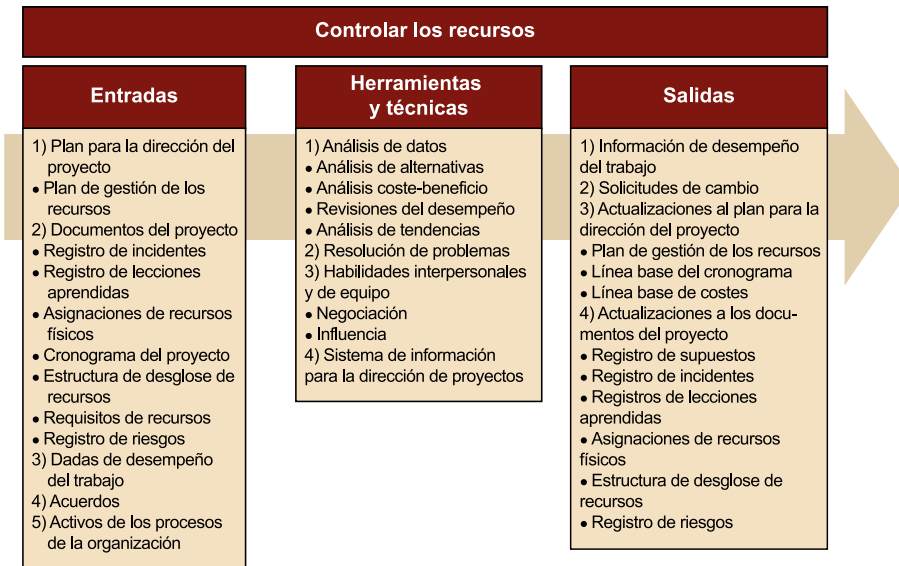 Controlar los recursos
Entradas
1) Plan para la dirección del
proyecto
• Plan de gestión de los
recursos
2) Documentos del proyecto
• Registro de incidentes
• Registro de lecciones
aprendidas
• Asignaciones de recursos
físicos
• Cronograma del proyecto
• Estructura de desglose de
recursos
• Requisitos de recursos
• Registro de riesgos
3) Dadas de desempeño
del trabajo
4) Acuerdos
5) Activos de los procesos
de la organización
Herramientas
y técnicas
1) Análisis de datos
• Análisis de alternativas
• Análisis coste-beneficio
• Revisiones del desempeño
• Análisis de tendencias
2) Resolución de problemas
3) Habilidades interpersonales
y de equipo
• Negociación
• Influencia
4) Sistema de información
para la dirección de proyectos
Salidas
1) Información de desempeño
del trabajo
2) Solicitudes de cambio
3) Actualizaciones al plan para la
dirección del proyecto
• Plan de gestión de los recursos
• Línea base del cronograma
• Línea base de costes
4) Actualizaciones a los docu-
mentos del proyecto
• Registro de supuestos
• Registro de incidentes
• Registros de lecciones
aprendidas
• Asignaciones de recursos
físicos
• Estructura de desglose de
recursos
• Registro de riesgos